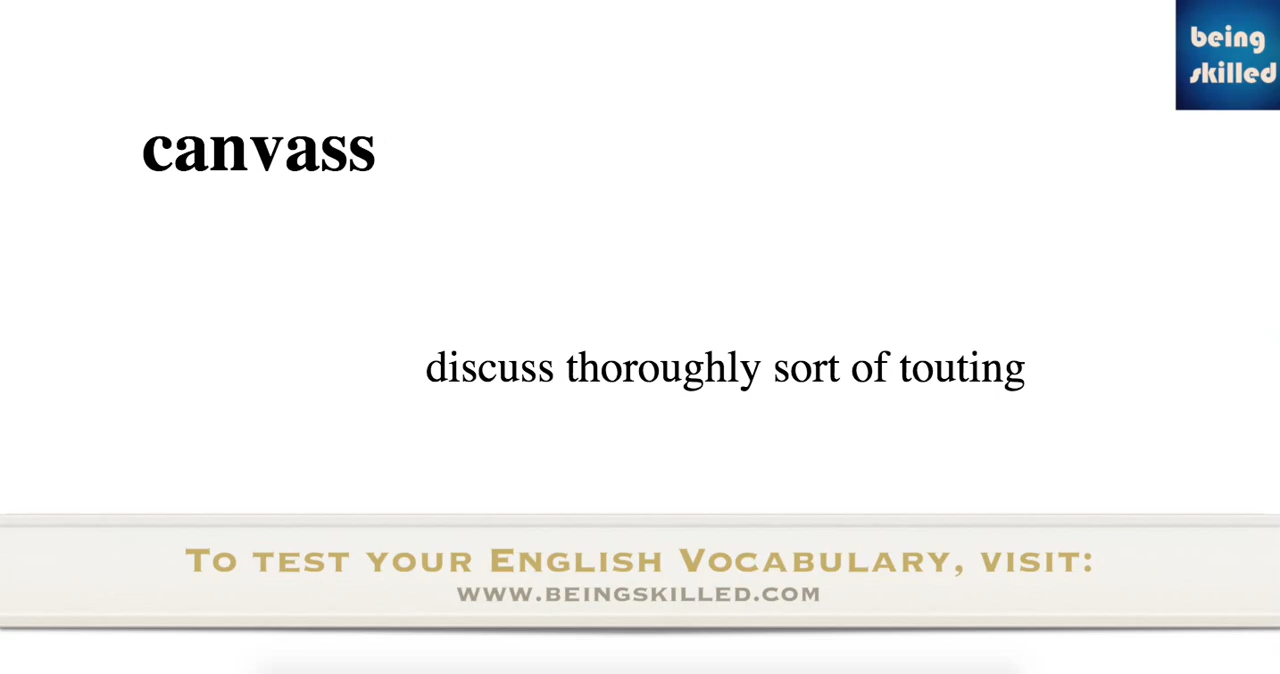 being
skilled
canvass
discuss thoroughly sort of touting
To test your English Vocabulary, visit:
www.beingskilled.com